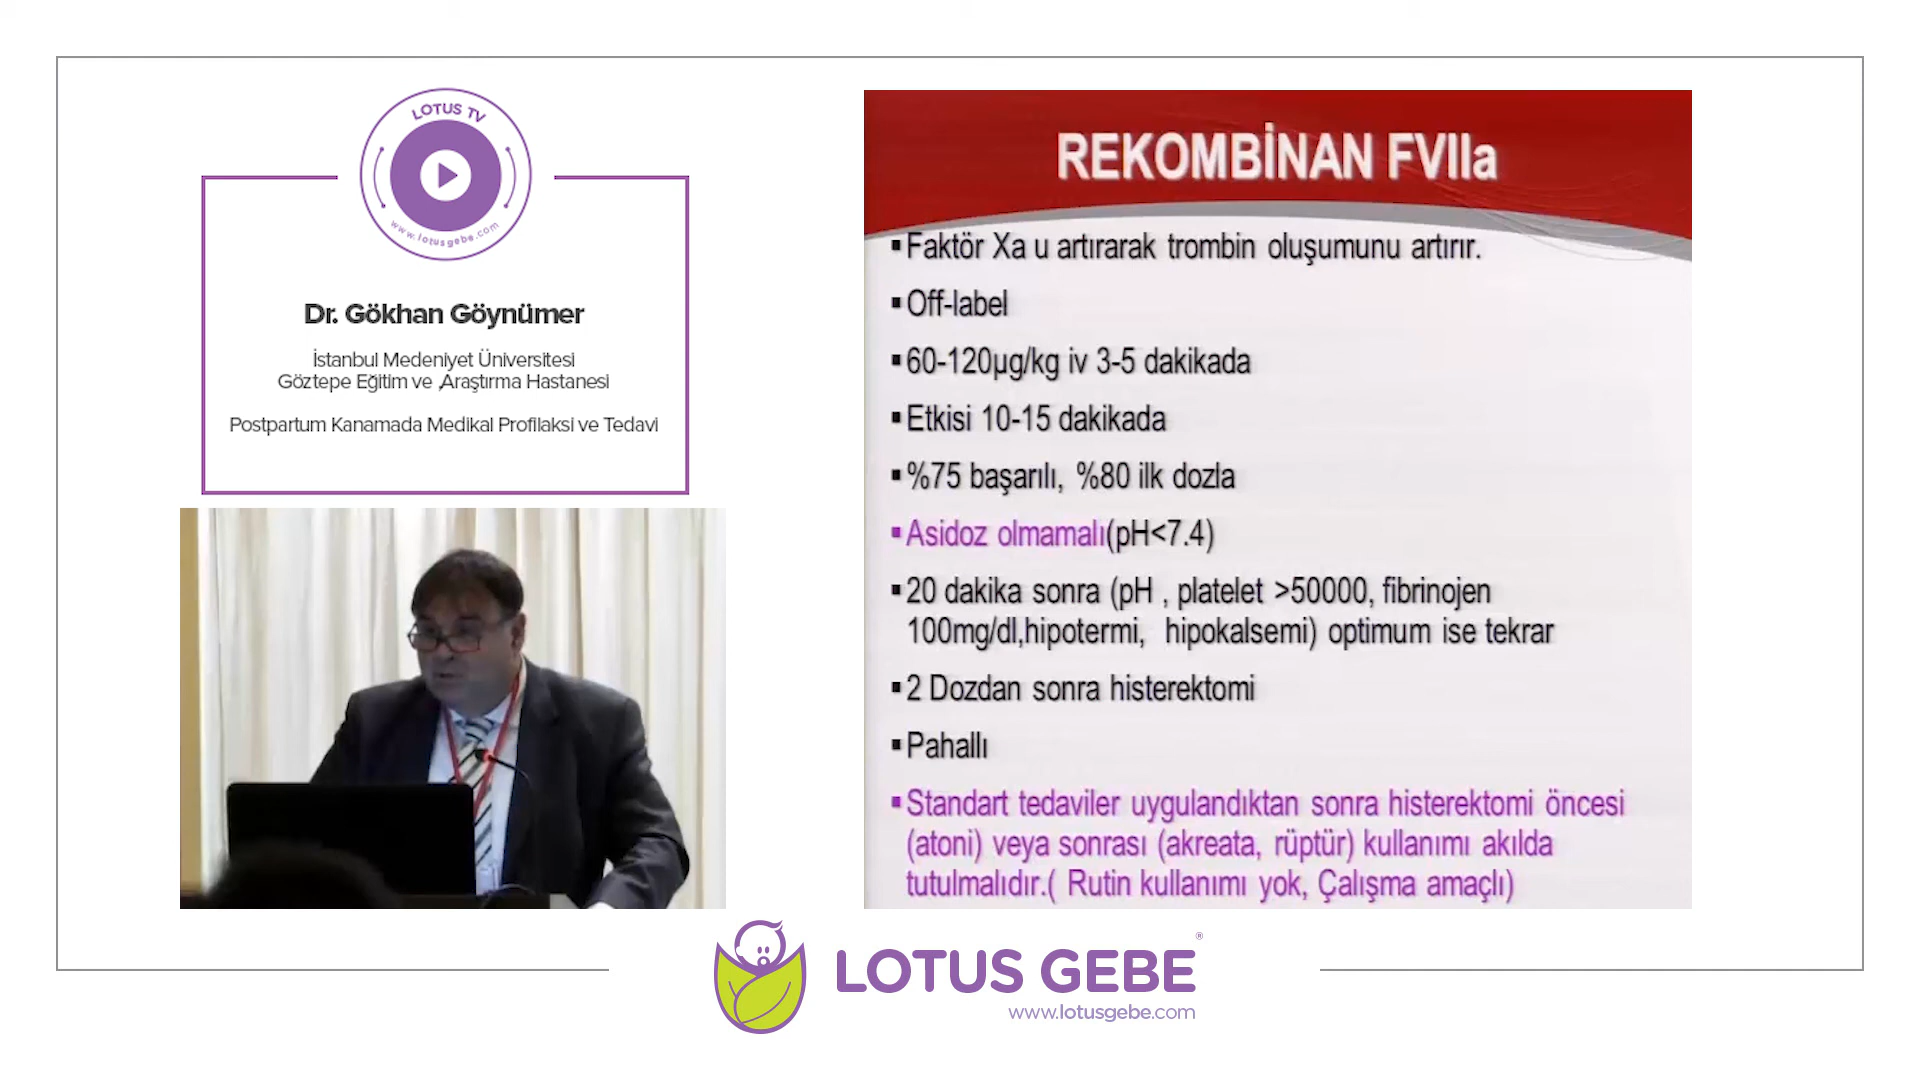 LOTUS TV
www.lotusgebe.com
Dr. Gökhan Göynümer
İstanbul Medeniyet Üniversitesi
Göztepe Eğitim ve ,Araştırma Hastanesi
Postpartum Kanamada Medikal Profilaksi ve Tedavi
REKOMBİNAN FVIIa
▪Faktör Xa u artırarak trombin oluşumunu artırır.
▪Off-label
▪60-120µg/kg iv 3-5 dakikada
▪Etkisi 10-15 dakikada
▪%75 başarılı, %80 ilk dozla
▪Asidoz olmamalı(pH<7.4)
▪20 dakika sonra (pH , platelet >50000, fibrinojen
100mg/dl,hipotermi, hipokalsemi) optimum ise tekrar
▪2 Dozdan sonra histerektomi
▪Pahallı
▪Standart tedaviler uygulandıktan sonra histerektomi öncesi
(atoni) veya sonrası (akreata, rüptür) kullanımı akılda
tutulmalıdır.( Rutin kullanımı yok, Çalışma amaçlı)
LOTUS GEBE®
www.lotusgebe.com